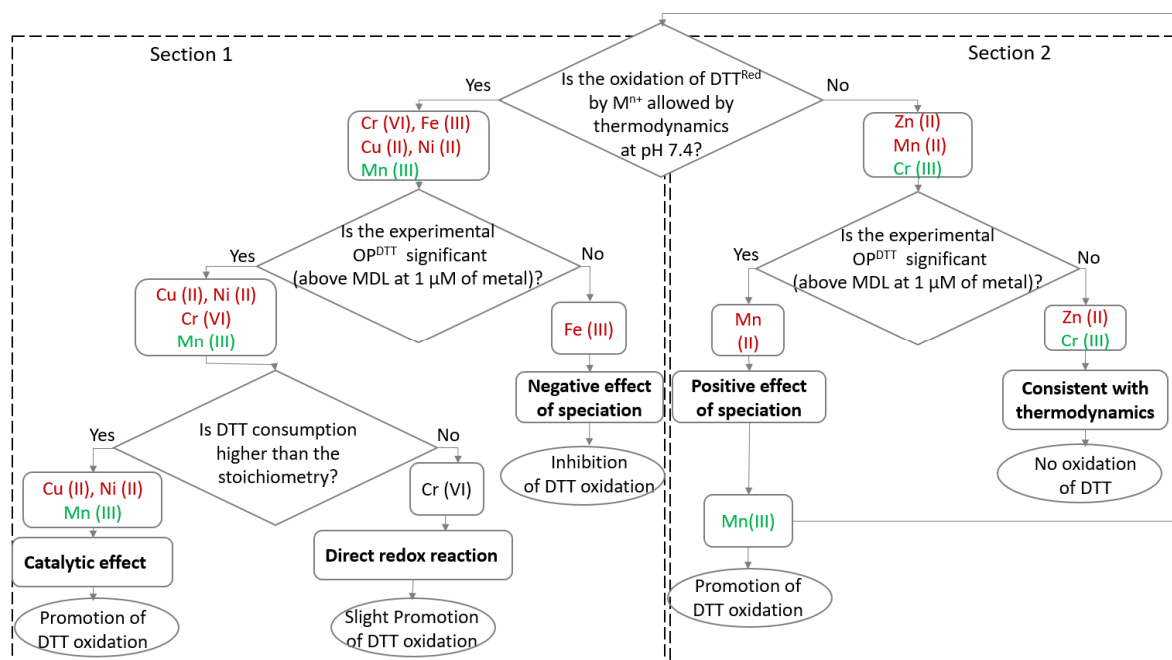 Section 1
Section 2
Is the oxidation of DTTᴿᵉᵈ
by Mⁿ⁺ allowed by
thermodynamics
at pH 7.4?
Yes
No
Cr (VI), Fe (III)
Cu (II), Ni (II)
Mn (III)
Zn (II)
Mn (II)
Cr (III)
Is the experimental
OPᴰᵀᵀ significant
(above MDL at 1 µM of metal)?
Yes
No
Is the experimental
OPᴰᵀᵀ significant
(above MDL at 1 µM of metal)?
Yes
No
Cu (II), Ni (II)
Cr (VI)
Mn (III)
Fe (III)
Mn
(II)
Zn (II)
Cr (III)
Negative effect
of speciation
Positive effect
of speciation
Consistent with
thermodynamics
Is DTT consumption
higher than the
stoichiometry?
Yes
No
Inhibition
of DTT oxidation
No oxidation
of DTT
Cu (II), Ni (II)
Mn (III)
Cr (VI)
Mn(III)
Catalytic effect
Direct redox reaction
Promotion of
DTT oxidation
Slight Promotion
of DTT oxidation
Promotion of
DTT oxidation